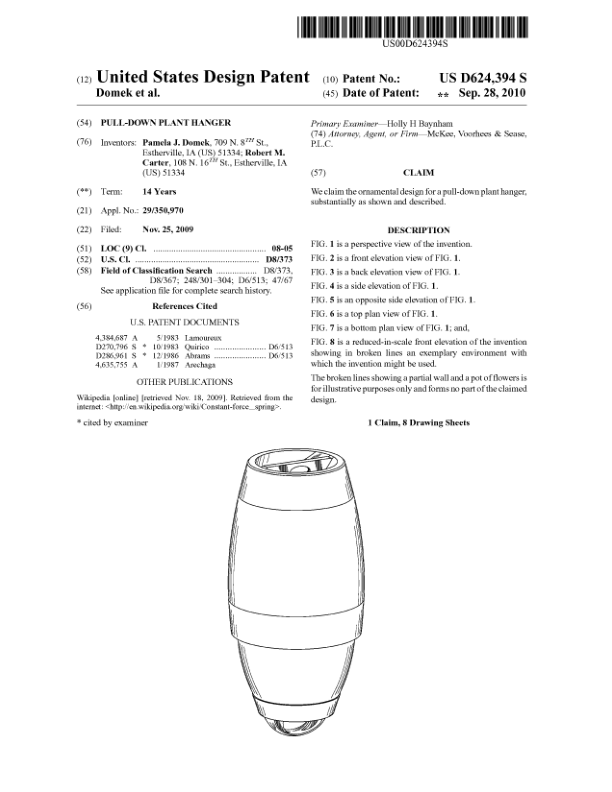 US00D624394S
(12) United States Design Patent
Domek et al.
(10) Patent No.: US D624,394 S
(45) Date of Patent: ** Sep. 28, 2010
(54) PULL-DOWN PLANT HANGER
(76) Inventors: Pamela J. Domek, 709 N. 8TH St.,
Estherville, IA (US) 51334; Robert M.
Carter, 108 N. 16TH St., Estherville, IA
(US) 51334
(**) Term: 14 Years
(21) Appl. No.: 29/350,970
(22) Filed: Nov. 25, 2009
(51) LOC (9) Cl. .......................................... 08-05
(52) U.S. Cl. ............................................... D8/373
(58) Field of Classification Search ............... D8/373,
D8/367; 248/301-304; D6/513; 47/67
See application file for complete search history.
(56) References Cited
U.S. PATENT DOCUMENTS
4,384,687 A 5/1983 Lamoureux
D270,796 S * 10/1983 Quirico ...................... D6/513
D286,961 S * 12/1986 Abrams ...................... D6/513
4,635,755 A 1/1987 Arechaga
OTHER PUBLICATIONS
Wikipedia [online] [retrieved Nov. 18, 2009]. Retrieved from the
internet: <http://en.wikipedia.org/wiki/Constant-force_spring>.
* cited by examiner
Primary Examiner—Holly H Baynham
(74) Attorney, Agent, or Firm—McKee, Voorhees & Sease,
P.L.C.
(57) CLAIM
We claim the ornamental design for a pull-down plant hanger,
substantially as shown and described.
DESCRIPTION
FIG. 1 is a perspective view of the invention.
FIG. 2 is a front elevation view of FIG. 1.
FIG. 3 is a back elevation view of FIG. 1.
FIG. 4 is a side elevation of FIG. 1.
FIG. 5 is an opposite side elevation of FIG. 1.
FIG. 6 is a top plan view of FIG. 1.
FIG. 7 is a bottom plan view of FIG. 1; and,
FIG. 8 is a reduced-in-scale front elevation of the invention
showing in broken lines an exemplary environment with
which the invention might be used.
The broken lines showing a partial wall and a pot of flowers is
for illustrative purposes only and forms no part of the claimed
design.
1 Claim, 8 Drawing Sheets